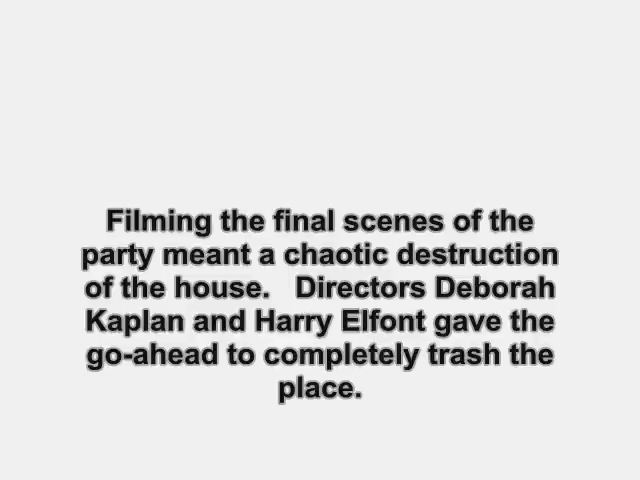 Filming the final scenes of the
party meant a chaotic destruction
of the house.   Directors Deborah
Kaplan and Harry Elfont gave the
go-ahead to completely trash the
place.